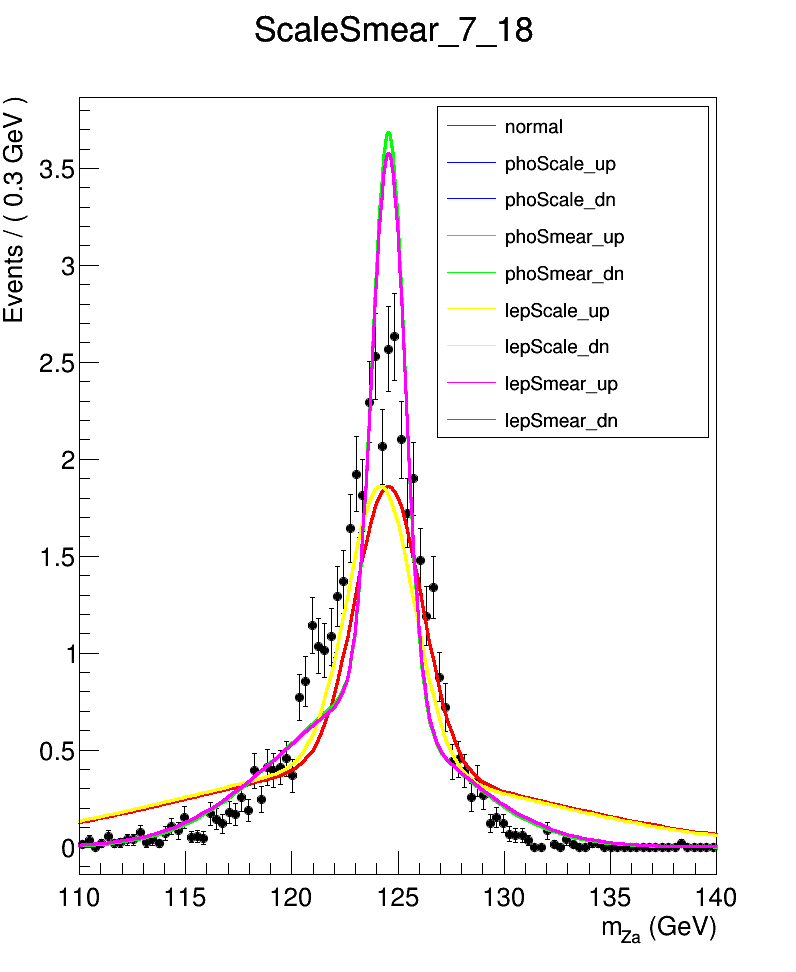 ScaleSmear_7_18
Events / ( 0.3 GeV )
normal
phoScale_up
phoScale_dn
phoSmear_up
phoSmear_dn
lepScale_up
lepScale_dn
lepSmear_up
lepSmear_dn
3.5
3
2.5
2
1.5
1
0.5
0
110 115 120 125 130 135 140
m_Za (GeV)